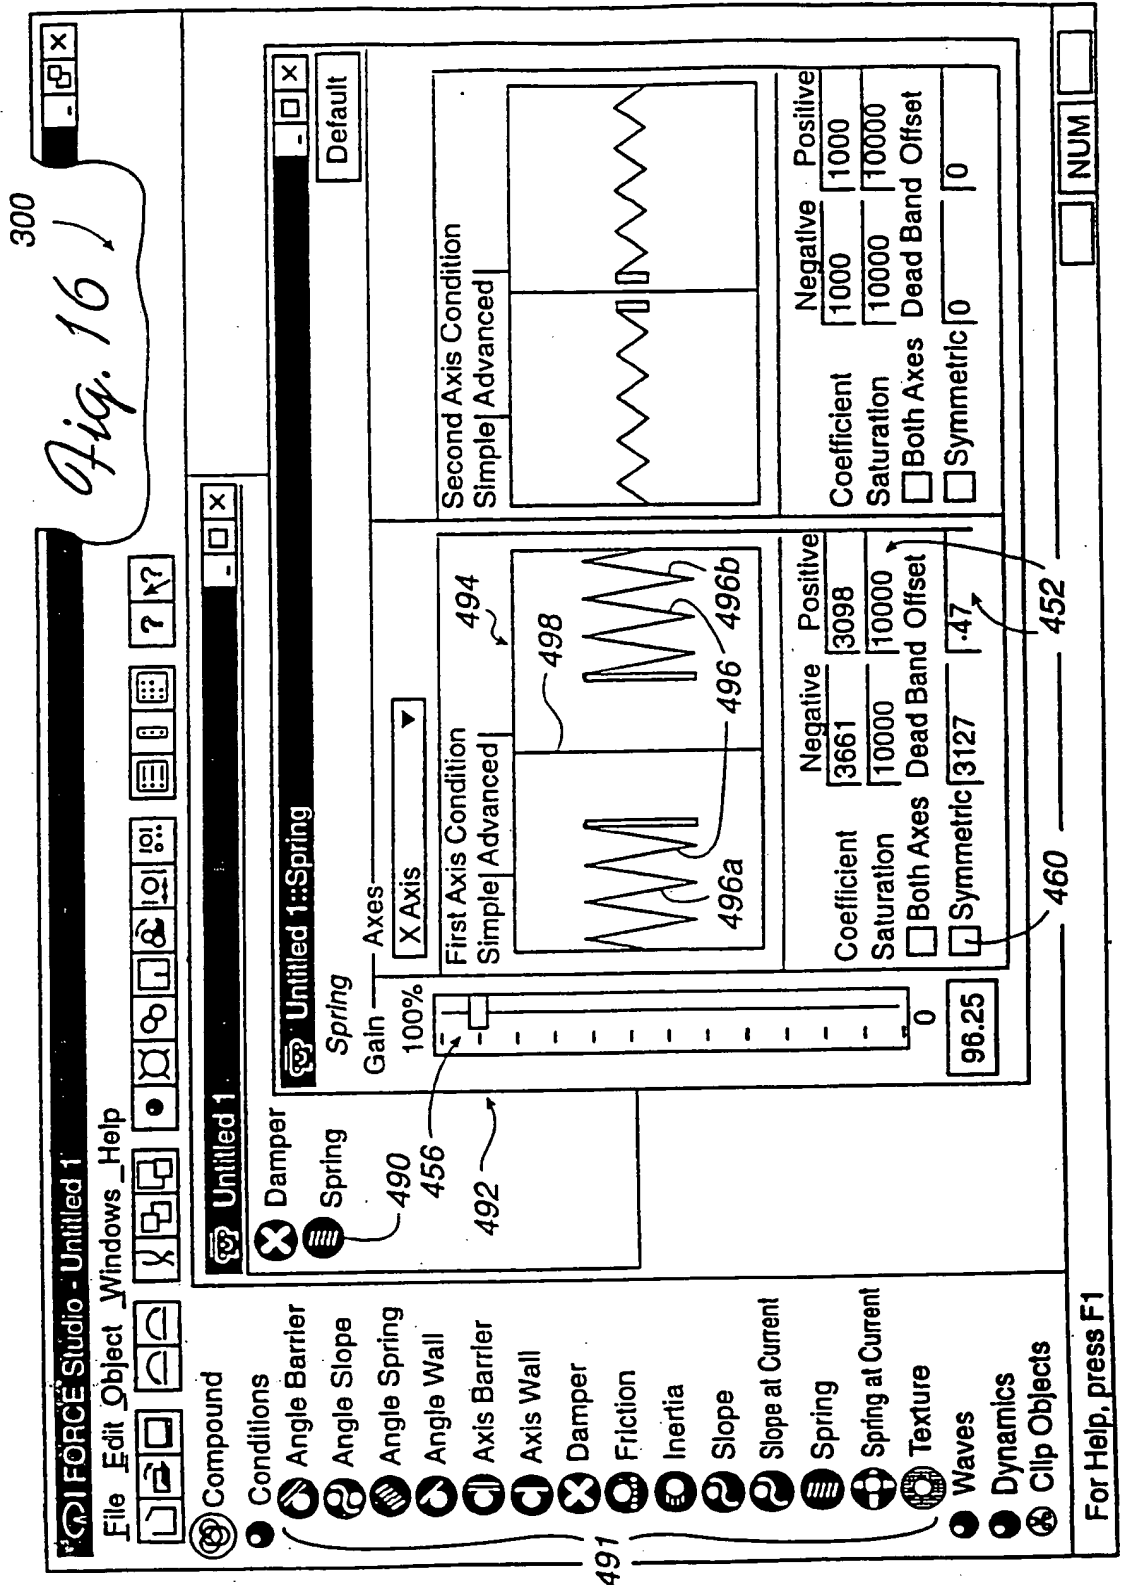 Fig. 16
300
I FORCE Studio - Untitled 1
File Edit Object Windows Help
? ?
Compound
Conditions
Angle Barrier
Angle Slope
Angle Spring
Angle Wall
Axis Barrier
Axis Wall
Damper
Friction
Inertia
Slope
Slope at Current
Spring
Spring at Current
Texture
Waves
Dynamics
Clip Objects
491
Untitled 1
Damper
Spring
490
456
492
Untitled 1::Spring
Spring
Default
Gain
100%
0
96.25
Axes
X Axis
First Axis Condition
Simple Advanced
494
498
496a
496
496b
Negative Positive
Coefficient 3661 3098
Saturation 10000 10000
Both Axes Dead Band Offset
Symmetric 3127 -47
460
452
Second Axis Condition
Simple Advanced
Negative Positive
Coefficient 1000 1000
Saturation 10000 10000
Both Axes Dead Band Offset
Symmetric 0 0
For Help, press F1
NUM